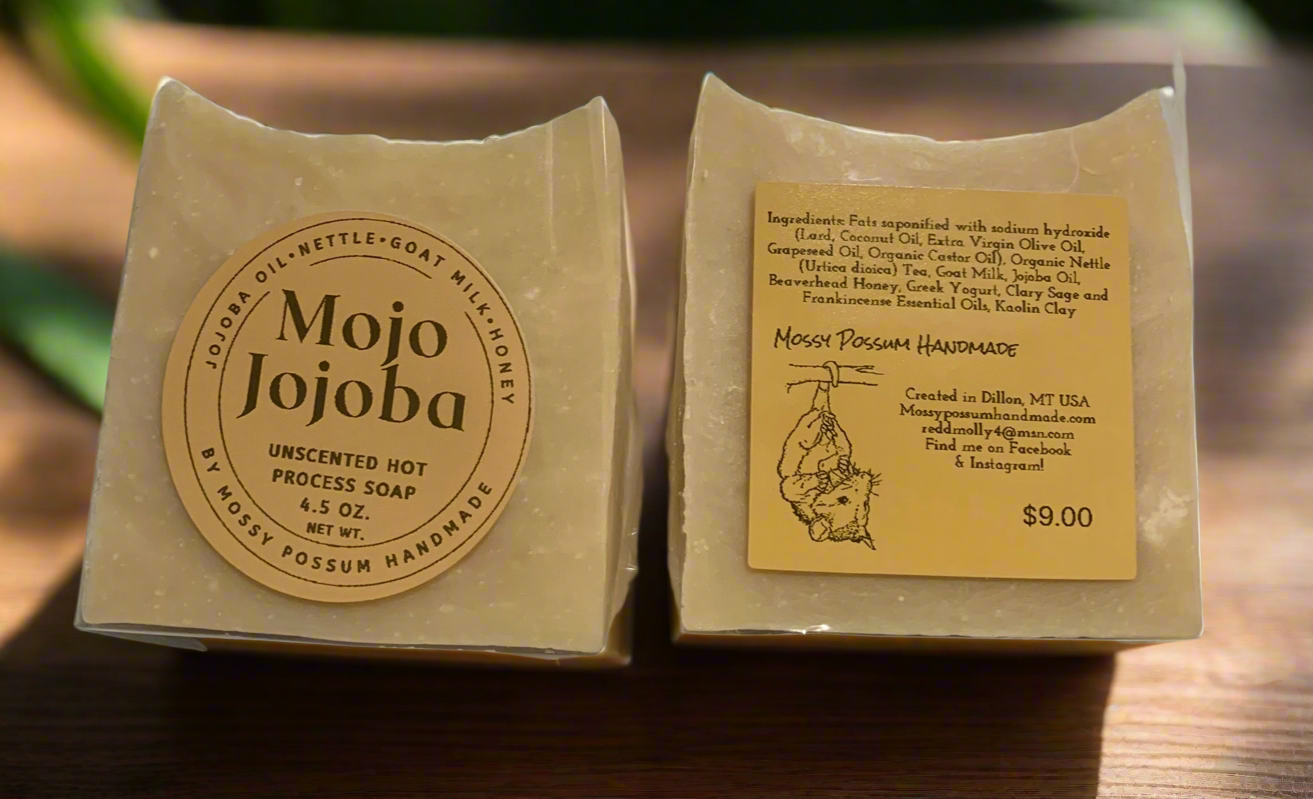 JOJOBA OIL•NETTLE•GOAT MILK•HONEY
Mojo
Jojoba
UNSCENTED HOT
PROCESS SOAP
4.5 OZ.
NET WT.
BY MOSSY POSSUM HANDMADE
Ingredients: Fats saponified with sodium hydroxide
(Lard, Coconut Oil, Extra Virgin Olive Oil,
Grapeseed Oil, Organic Castor Oil), Organic Nettle
(Urtica dioica) Tea, Goat Milk, Jojoba Oil,
Beaverhead Honey, Greek Yogurt, Clary Sage and
Frankincense Essential Oils, Kaolin Clay
Mossy Possum Handmade
Created in Dillon, MT USA
Mossypossumhandmade.com
reddmolly4@msn.com
Find me on Facebook
& Instagram!
$9.00